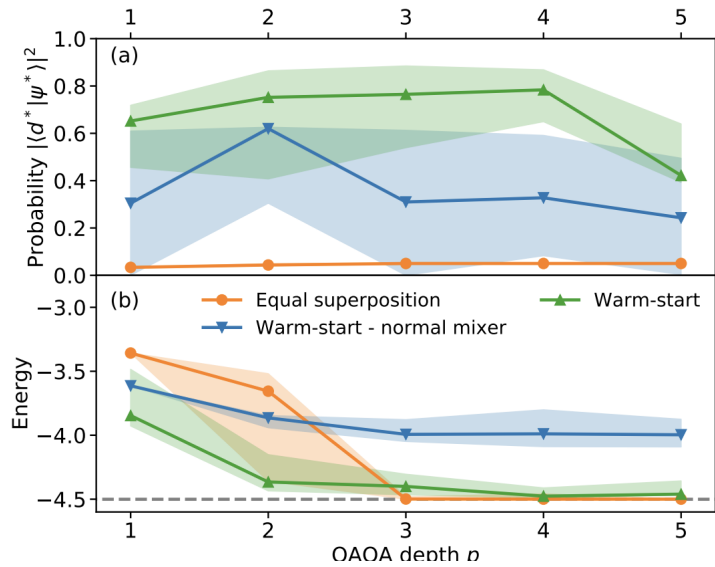 1 2 3 4 5
(a)
Probability |⟨d*|ψ*⟩|²
1.0
0.8
0.6
0.4
0.2
0.0
(b)
Equal superposition
Warm-start
Warm-start - normal mixer
Energy
−3.0
−3.5
−4.0
−4.5
1 2 3 4 5
QAOA depth p